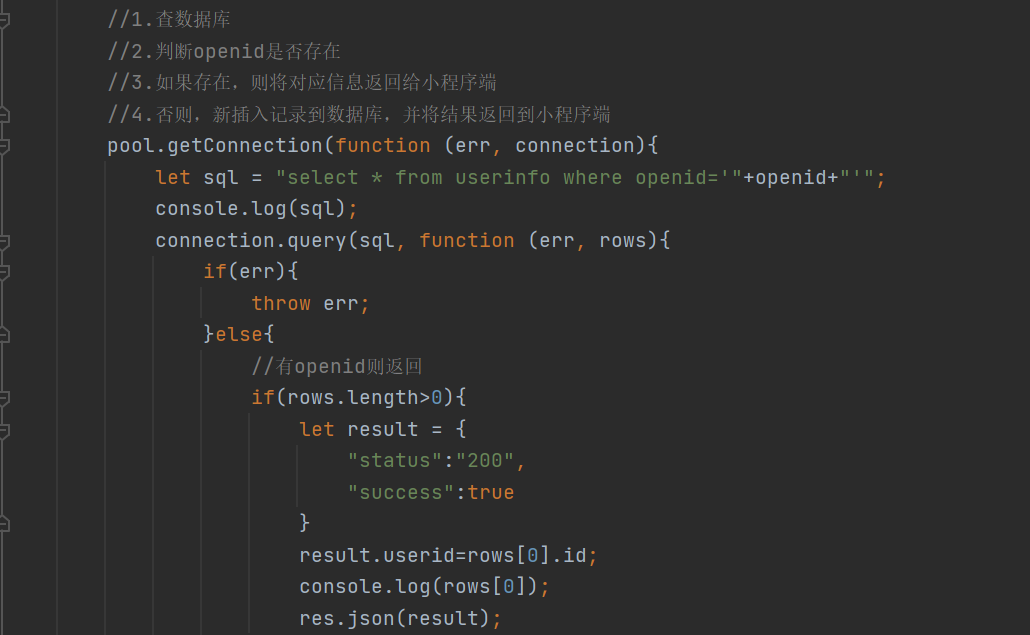 //1.查数据库
//2.判断openid是否存在
//3.如果存在，则将对应信息返回给小程序端
//4.否则，新插入记录到数据库，并将结果返回到小程序端
pool.getConnection(function (err, connection){
    let sql = "select * from userinfo where openid='"+openid+"'";
    console.log(sql);
    connection.query(sql, function (err, rows){
        if(err){
            throw err;
        }else{
            //有openid则返回
            if(rows.length>0){
                let result = {
                    "status":"200",
                    "success":true
                }
                result.userid=rows[0].id;
                console.log(rows[0]);
                res.json(result);